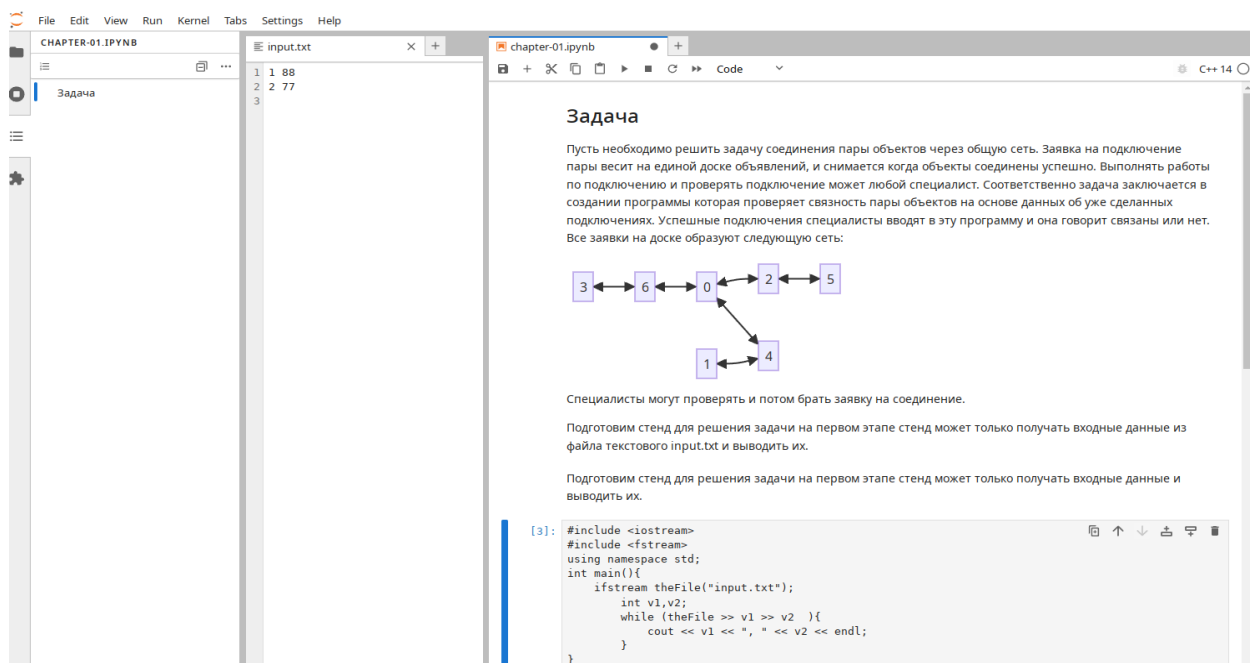 File Edit View Run Kernel Tabs Settings Help
CHAPTER-01.IPYNB
Задача
input.txt
1 1 88
2 2 77
3
chapter-01.ipynb
Code
C++ 14
Задача
Пусть необходимо решить задачу соединения пары объектов через общую сеть. Заявка на подключение
пары весит на единой доске объявлений, и снимается когда объекты соединены успешно. Выполнять работы
по подключению и проверять подключение может любой специалист. Соответственно задача заключается в
создании программы которая проверяет связность пары объектов на основе данных об уже сделанных
подключениях. Успешные подключения специалисты вводят в эту программу и она говорит связаны или нет.
Все заявки на доске образуют следующую сеть:
3 6 0 2 5
1 4
Специалисты могут проверять и потом брать заявку на соединение.
Подготовим стенд для решения задачи на первом этапе стенд может только получать входные данные из
файла текстового input.txt и выводить их.
Подготовим стенд для решения задачи на первом этапе стенд может только получать входные данные и
выводить их.
[3]:
#include <iostream>
#include <fstream>
using namespace std;
int main(){
    ifstream theFile("input.txt");
        int v1,v2;
        while (theFile >> v1 >> v2  ){
            cout << v1 << ", " << v2 << endl;
        }
}